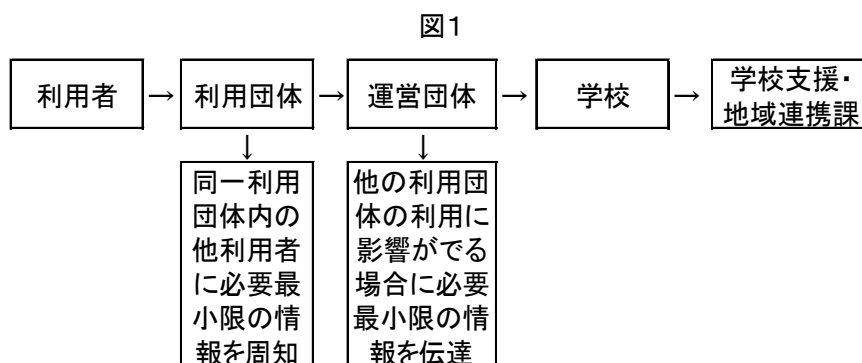 図1
利用者 → 利用団体 → 運営団体 → 学校 → 学校支援・
地域連携課
↓ ↓
同一利用
団体内の
他利用者
に必要最
小限の情
報を周知
他の利用団
体の利用に
影響がでる
場合に必要
最小限の情
報を伝達